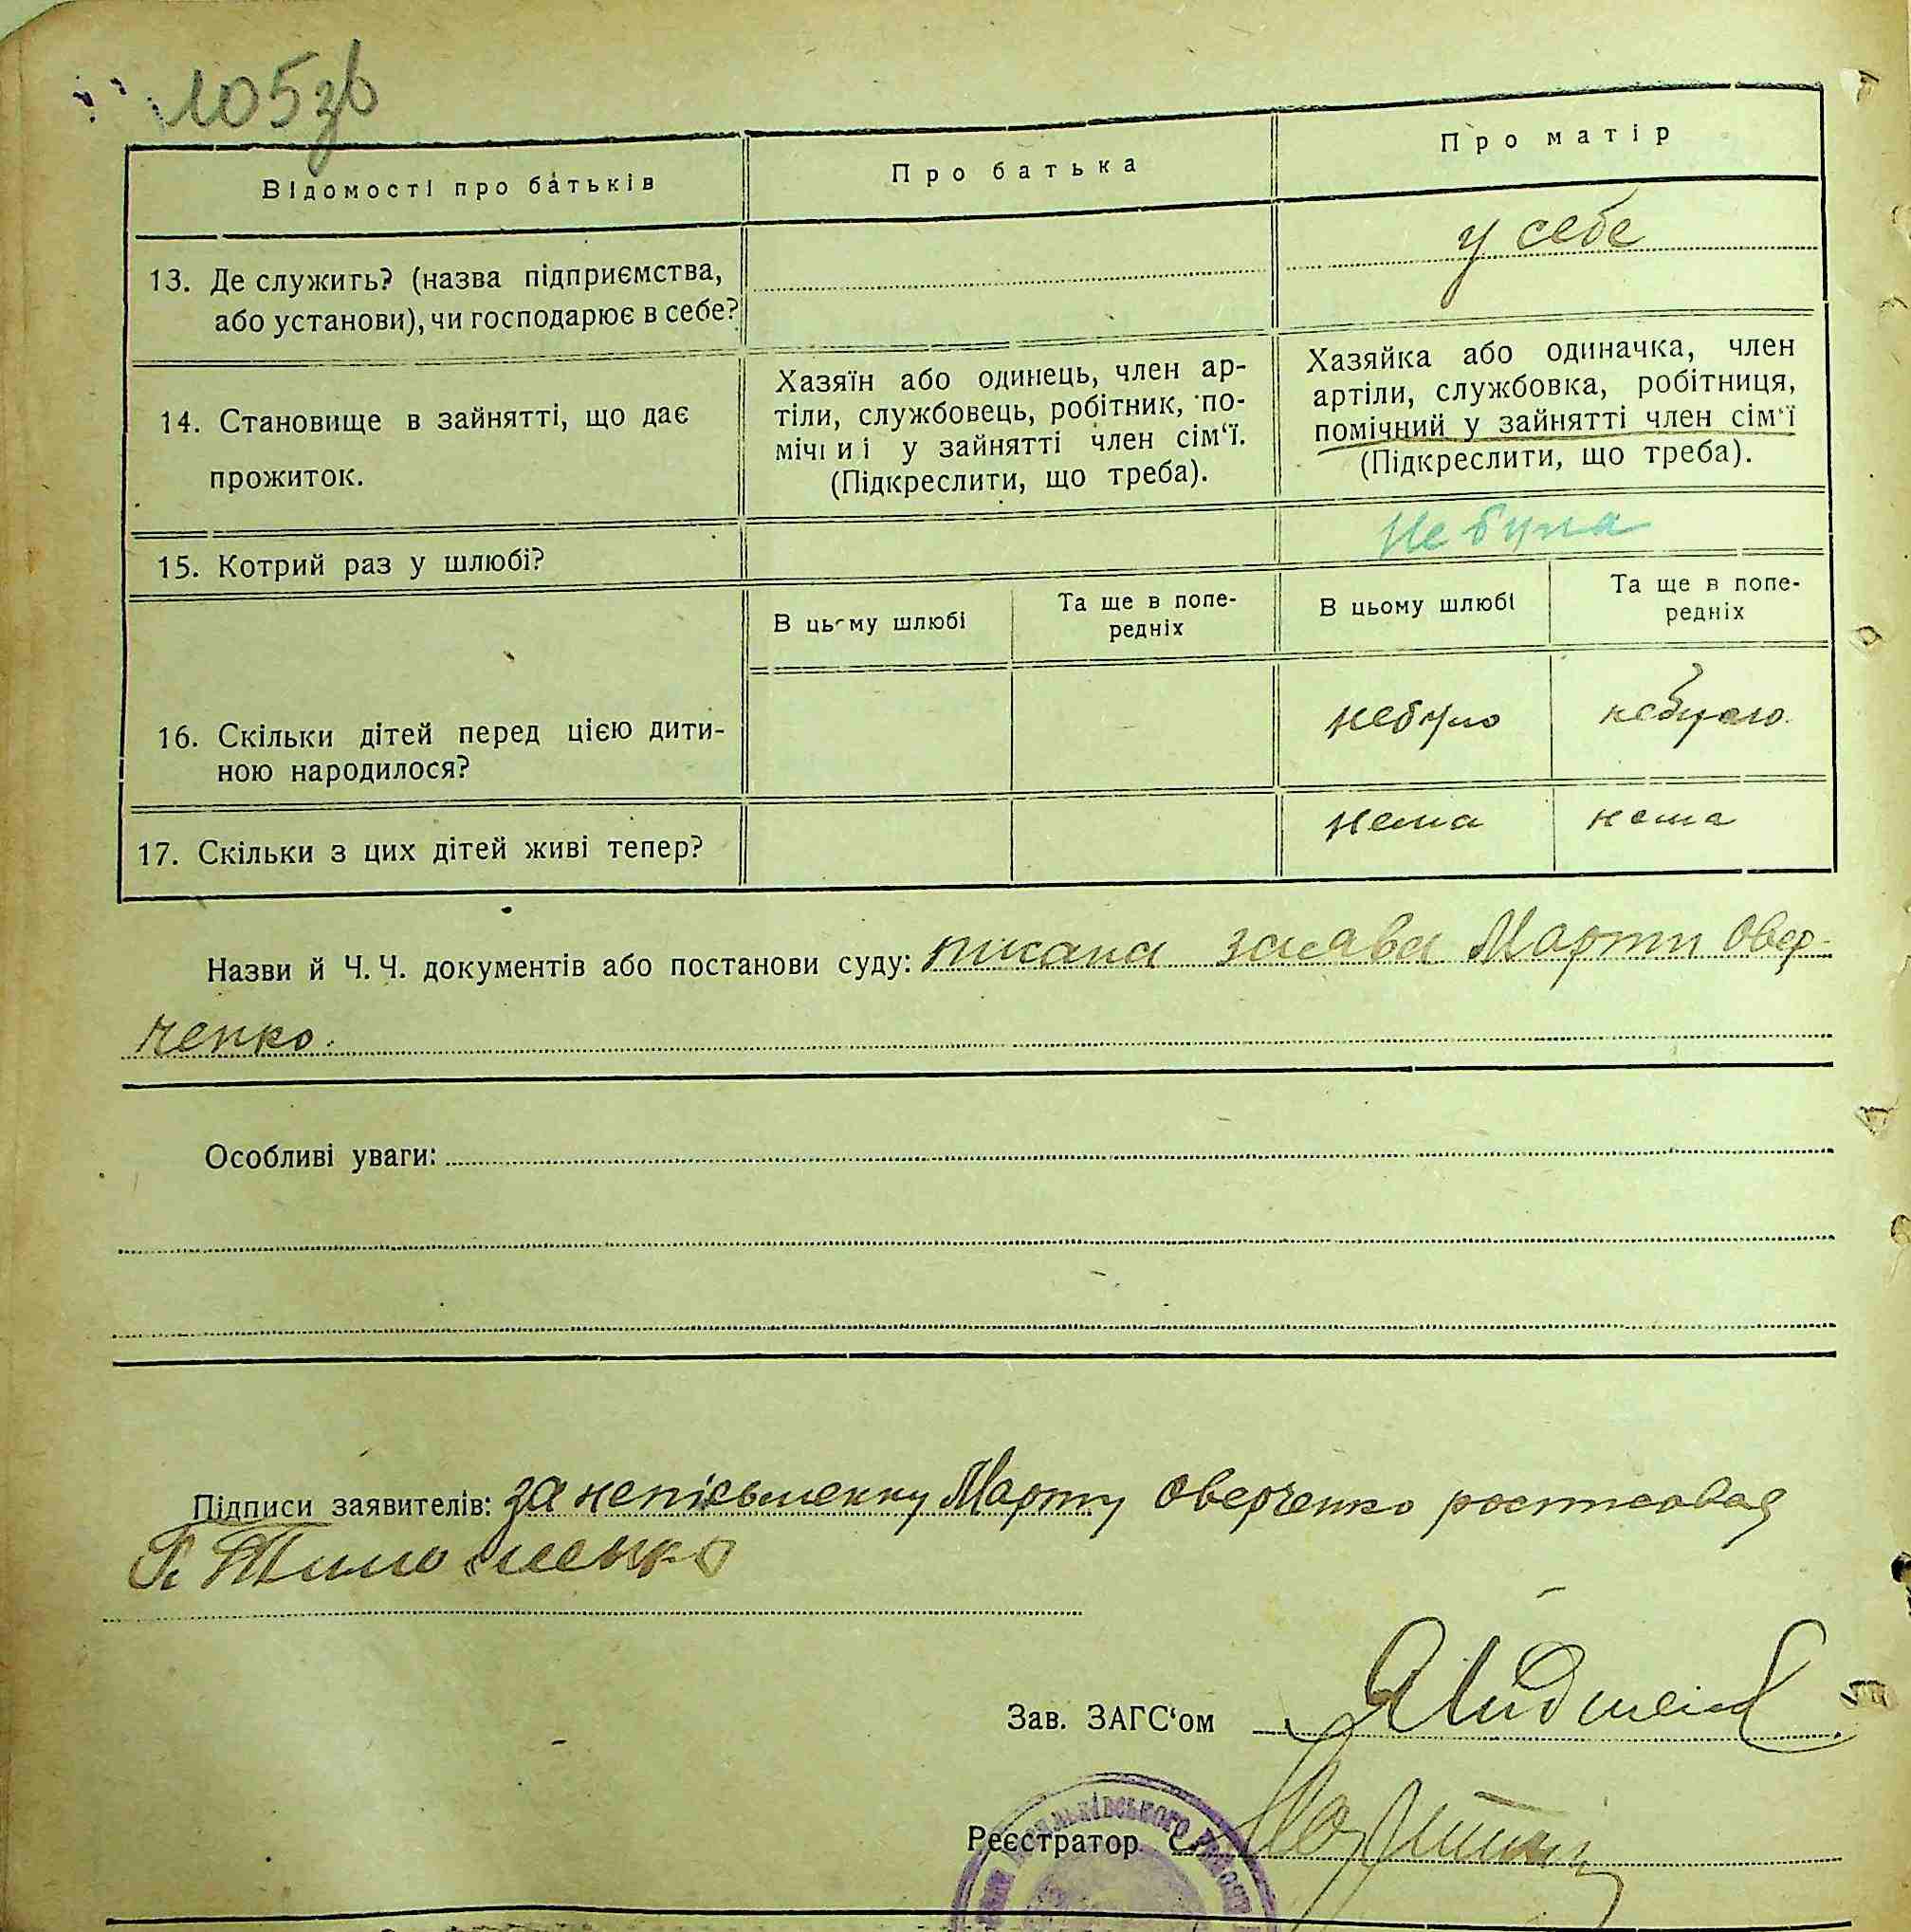 105зв
Відомості про батьків
Про батька
Про матір
13. Де служить? (назва підприємства,
або установи), чи господарює в себе?
у себе
14. Становище в зайнятті, що дає
прожиток.
Хазяїн або одинець, член ар-
тіли, службовець, робітник, по-
мічний у зайнятті член сім‘ї.
(Підкреслити, що треба).
Хазяйка або одиначка, член
артіли, службовка, робітниця,
помічний у зайнятті член сім‘ї
(Підкреслити, що треба).
15. Котрий раз у шлюбі?
не була
В цьому шлюбі
Та ще в попе-
редніх
В цьому шлюбі
Та ще в попе-
редніх
16. Скільки дітей перед цією дити-
ною народилося?
небуло
небуло
17. Скільки з цих дітей живі тепер?
нема
нема
Назви й Ч. Ч. документів або постанови суду: писана заява Марти Овер-
ченко.
Особливі уваги:
Підписи заявителів: за неписьменну Марту Оверченко
Тимошенко
Зав. ЗАГС‘ом
Реєстратор